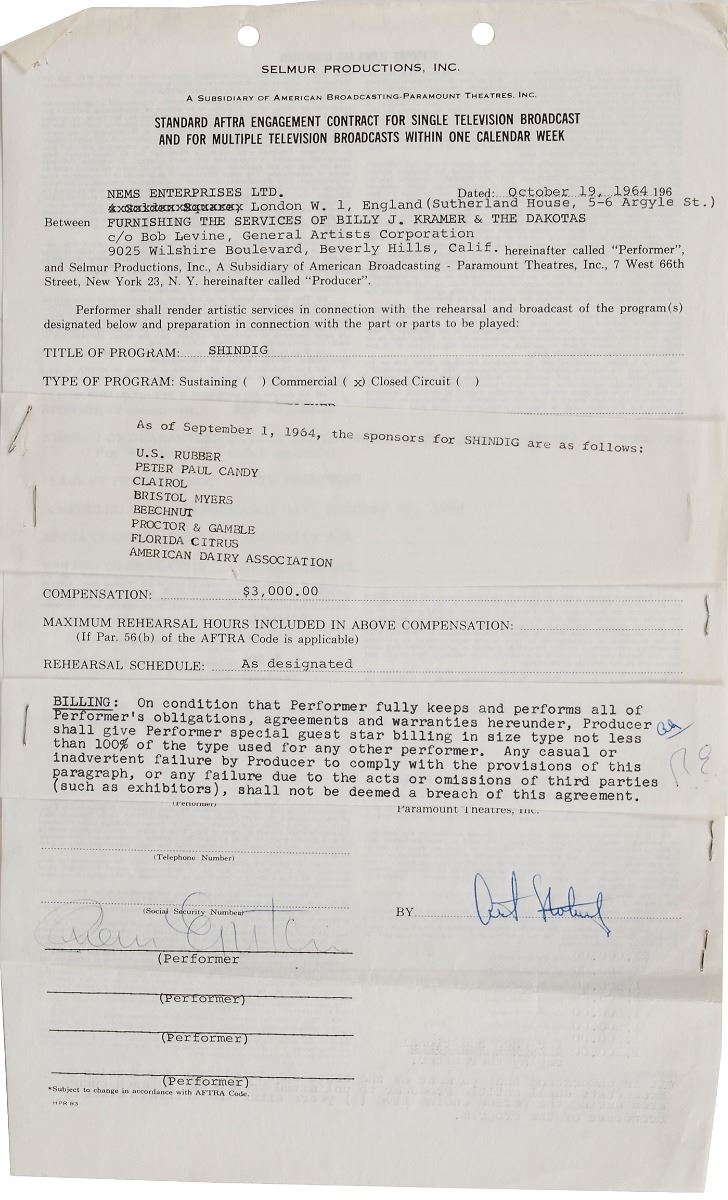 SELMUR PRODUCTIONS, INC.
A SUBSIDIARY OF AMERICAN BROADCASTING-PARAMOUNT THEATRES, INC.
STANDARD AFTRA ENGAGEMENT CONTRACT FOR SINGLE TELEVISION BROADCAST
AND FOR MULTIPLE TELEVISION BROADCASTS WITHIN ONE CALENDAR WEEK
NEMS ENTERPRISES LTD. Dated: October 19, 1964 196
London W. 1, England (Sutherland House, 5-6 Argyle St.)
Between FURNISHING THE SERVICES OF BILLY J. KRAMER & THE DAKOTAS
c/o Bob Levine, General Artists Corporation
9025 Wilshire Boulevard, Beverly Hills, Calif. hereinafter called "Performer",
and Selmur Productions, Inc., A Subsidiary of American Broadcasting - Paramount Theatres, Inc., 7 West 66th
Street, New York 23, N. Y. hereinafter called "Producer".
Performer shall render artistic services in connection with the rehearsal and broadcast of the program(s)
designated below and preparation in connection with the part or parts to be played:
TITLE OF PROGRAM: SHINDIG
TYPE OF PROGRAM: Sustaining ( ) Commercial ( x) Closed Circuit ( )
As of September 1, 1964, the sponsors for SHINDIG are as follows:
U.S. RUBBER
PETER PAUL CANDY
CLAIROL
BRISTOL MYERS
BEECHNUT
PROCTOR & GAMBLE
FLORIDA CITRUS
AMERICAN DAIRY ASSOCIATION
COMPENSATION: $3,000.00
MAXIMUM REHEARSAL HOURS INCLUDED IN ABOVE COMPENSATION:
(If Par. 56(b) of the AFTRA Code is applicable)
REHEARSAL SCHEDULE: As designated
BILLING: On condition that Performer fully keeps and performs all of
Performer's obligations, agreements and warranties hereunder, Producer
shall give Performer special guest star billing in size type not less
than 100% of the type used for any other performer. Any casual or
inadvertent failure by Producer to comply with the provisions of this
paragraph, or any failure due to the acts or omissions of third parties
(such as exhibitors), shall not be deemed a breach of this agreement.
(Performer) Paramount Theatres, Inc.
(Telephone Number)
(Social Security Number) BY
(Performer
(Performer)
(Performer)
(Performer)
*Subject to change in accordance with AFTRA Code.
HPR 83